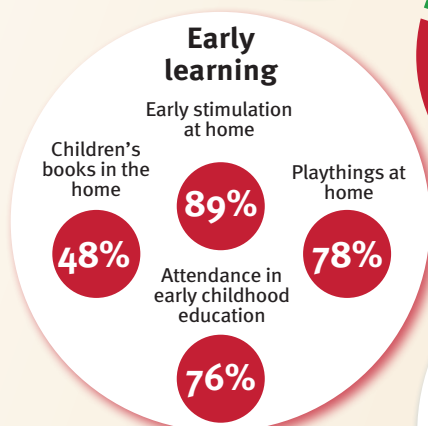 Early
learning
Early stimulation
at home
89%
Children’s
books in the
home
48%
Playthings at
home
78%
Attendance in
early childhood
education
76%